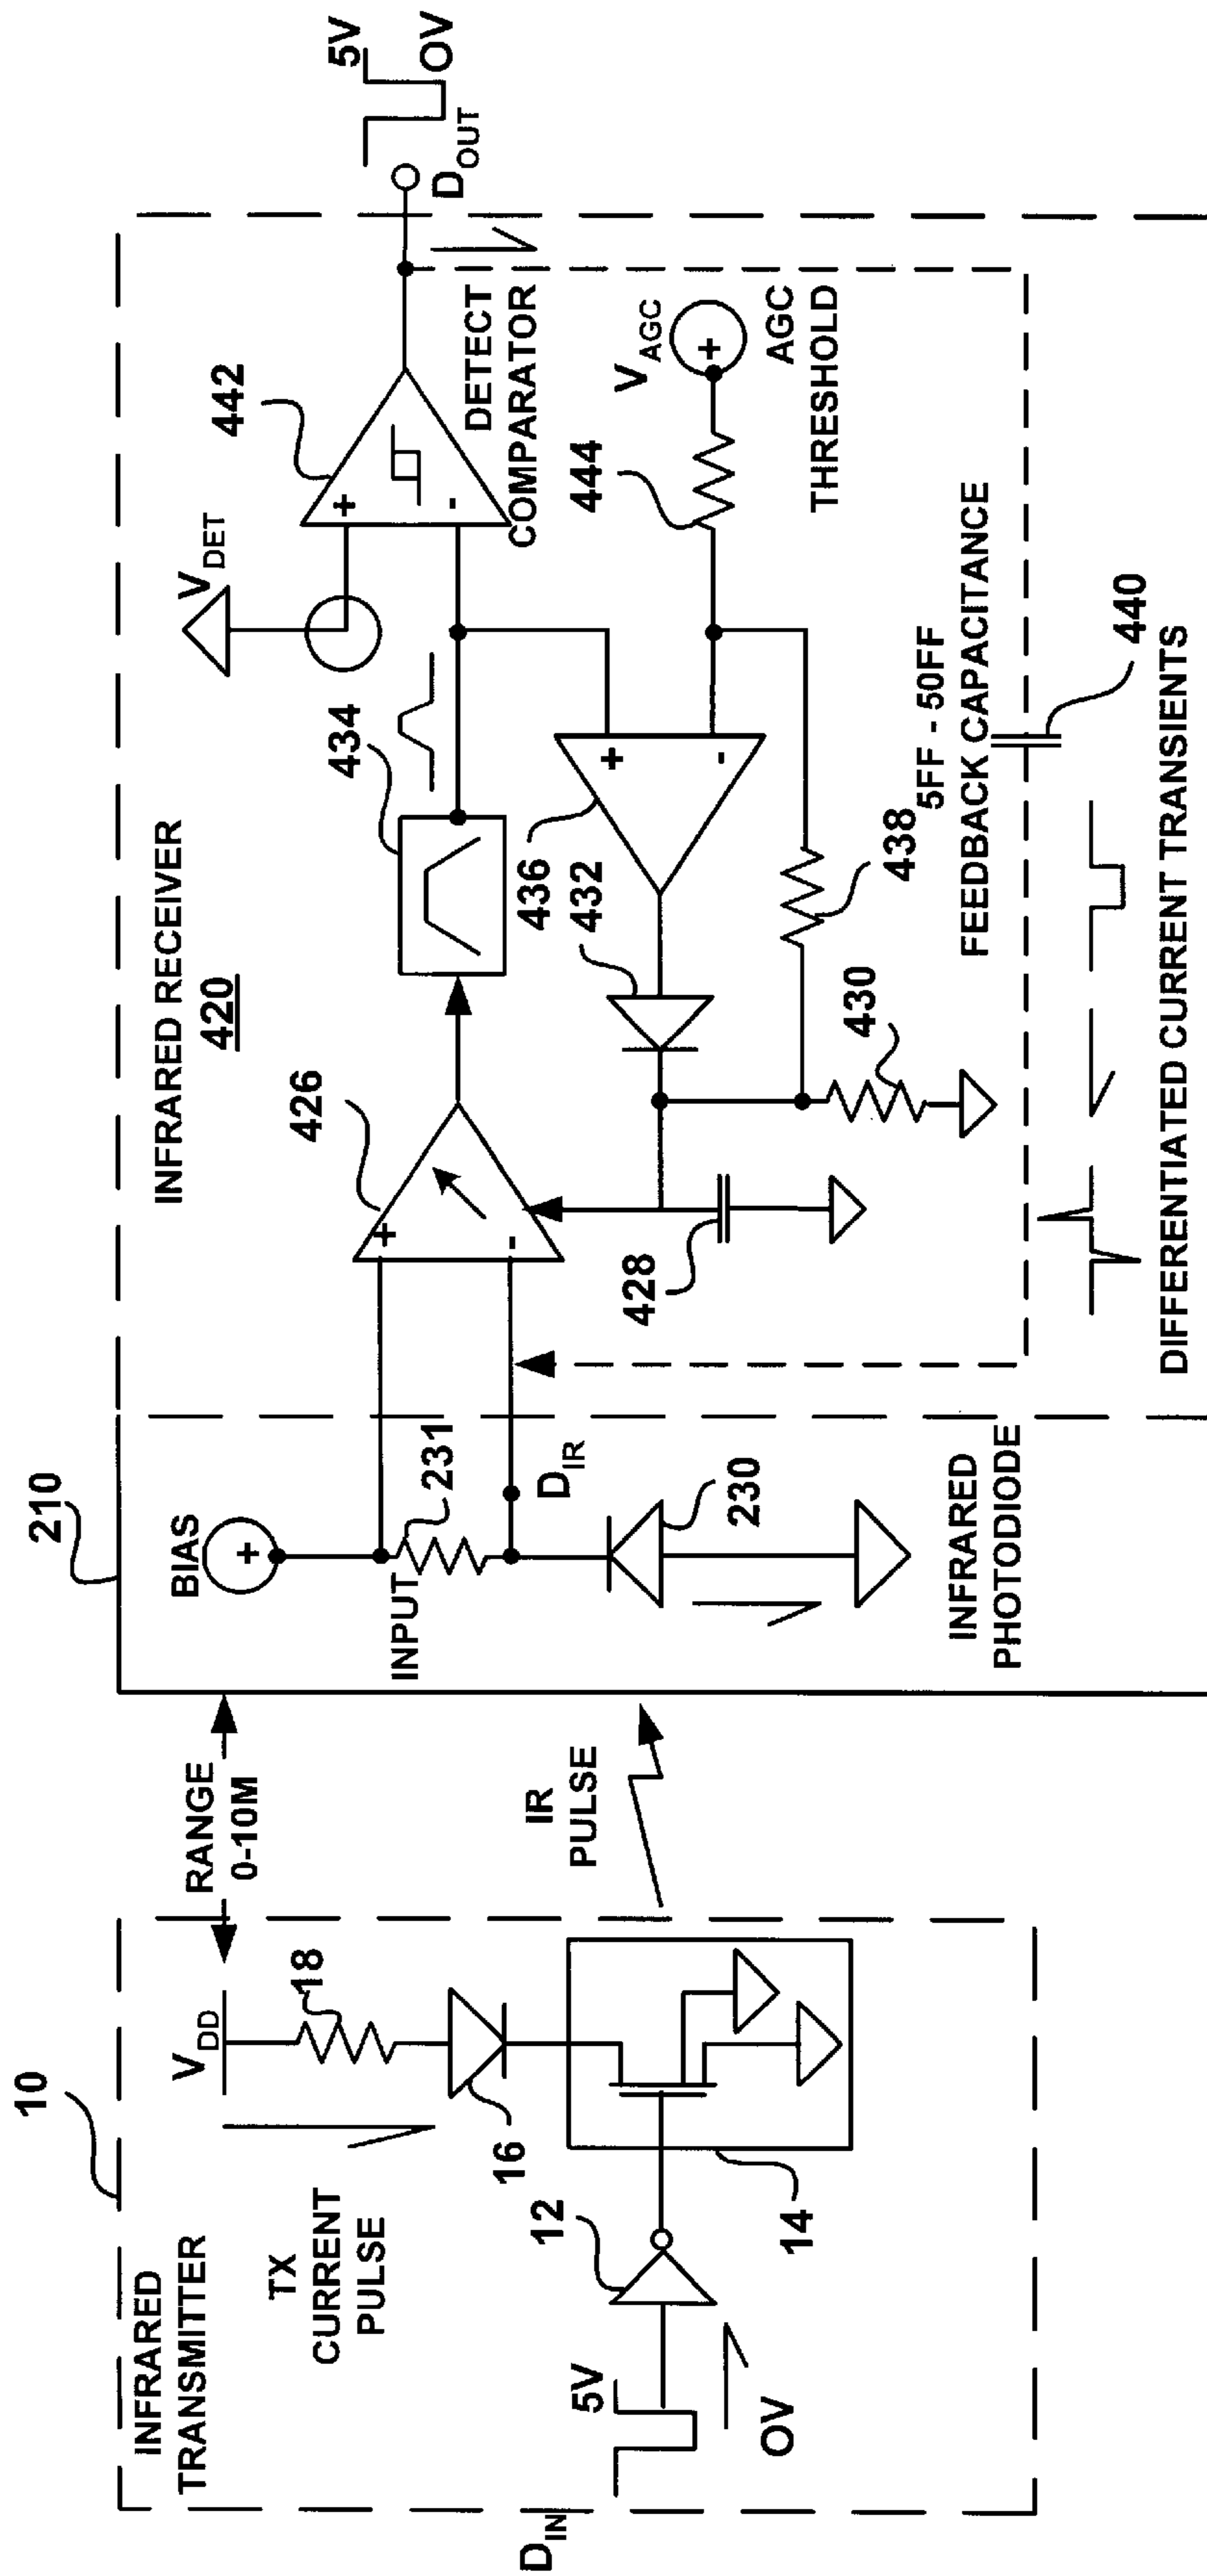 10
INFRARED
TRANSMITTER
V_DD
18
TX
CURRENT
PULSE
16
12
14
5V
OV
D_IN
RANGE
0-10M
IR
PULSE
210
BIAS
INPUT
231
D_IR
230
INFRARED
PHOTODIODE
INFRARED RECEIVER
420
426
428
430
432
434
436
438
V_DET
442
DETECT
COMPARATOR
444
V_AGC
AGC
THRESHOLD
5FF - 50FF
FEEDBACK CAPACITANCE
440
DIFFERENTIATED CURRENT TRANSIENTS
D_OUT
5V
OV
+
+
-
+
-
+
-
+